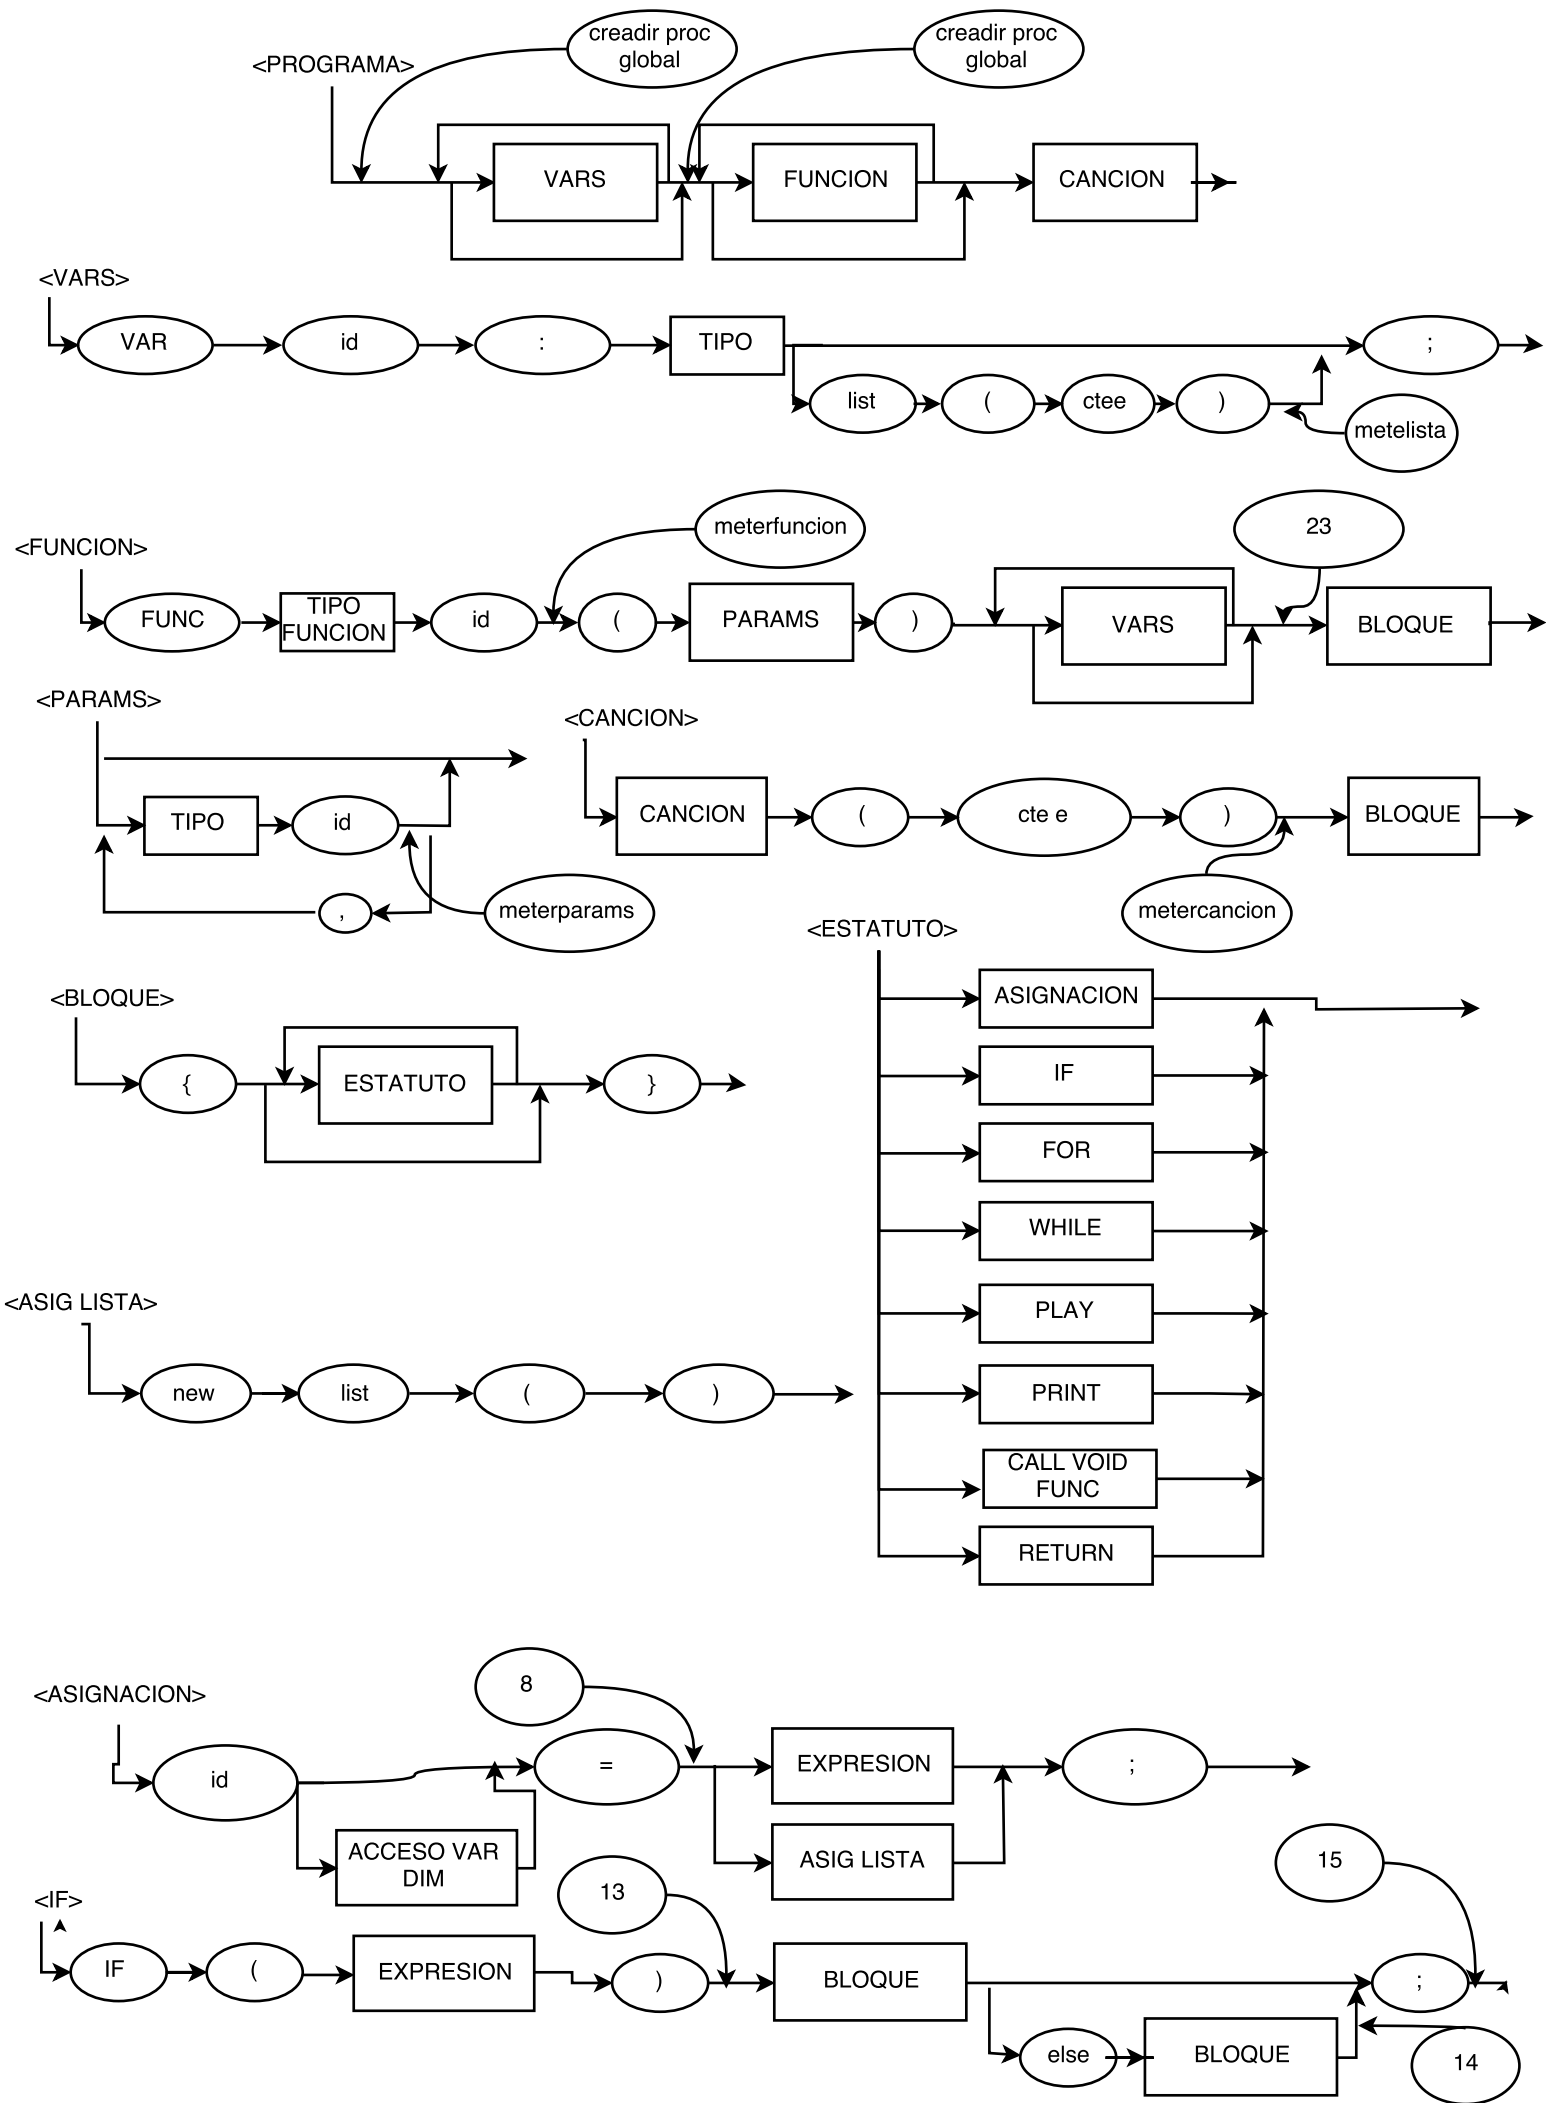 creadir proc
global
creadir proc
global
<PROGRAMA>
VARS
FUNCION
CANCION
<VARS>
VAR
id
:
TIPO
;
list
(
ctee
)
metelista
meterfuncion
23
<FUNCION>
FUNC
TIPO
FUNCION
id
(
PARAMS
)
VARS
BLOQUE
<PARAMS>
TIPO
id
,
meterparams
<CANCION>
CANCION
(
cte e
)
BLOQUE
metercancion
<ESTATUTO>
ASIGNACION
IF
FOR
WHILE
PLAY
PRINT
CALL VOID
FUNC
RETURN
<BLOQUE>
{
ESTATUTO
}
<ASIG LISTA>
new
list
(
)
<ASIGNACION>
8
id
=
EXPRESION
;
ACCESO VAR
DIM
ASIG LISTA
<IF>
13
15
IF
(
EXPRESION
)
BLOQUE
;
else
BLOQUE
14